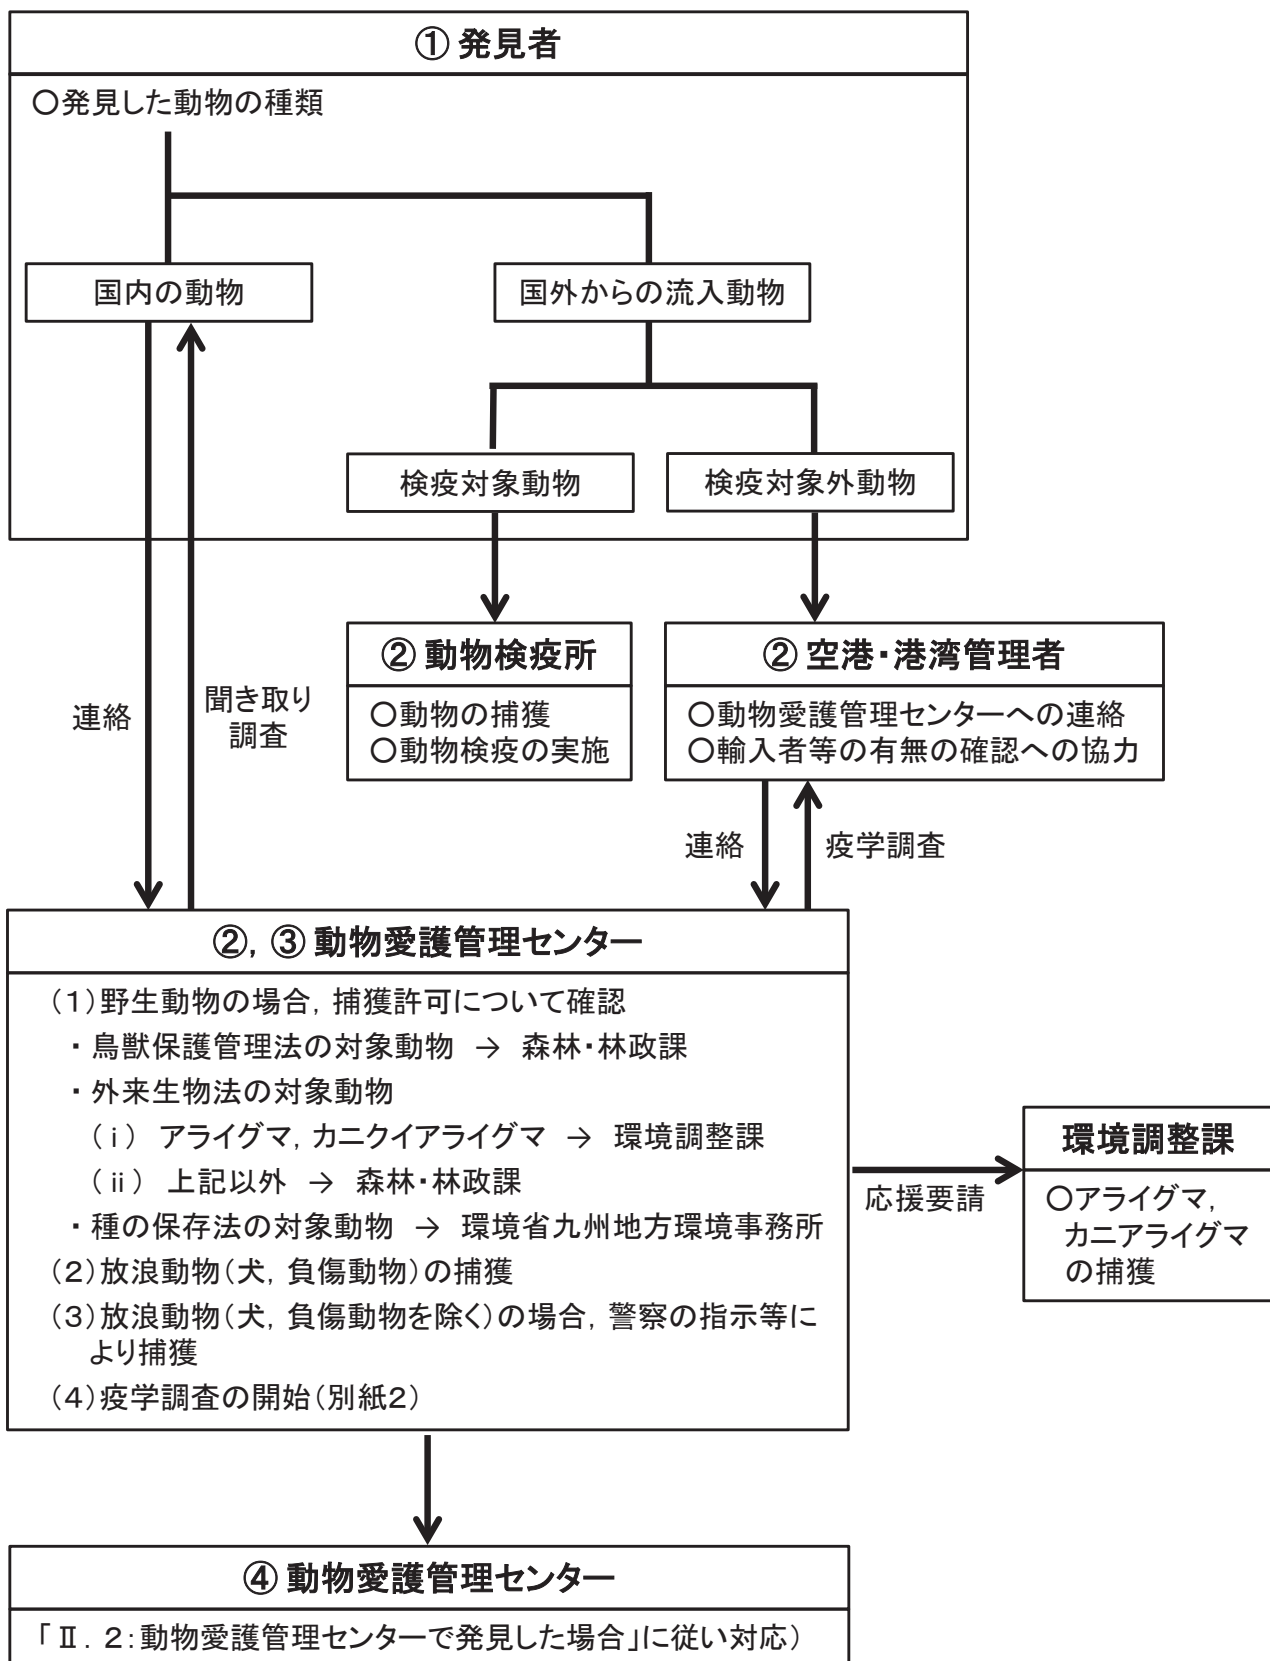 ① 発見者
○発見した動物の種類
国内の動物
国外からの流入動物
検疫対象動物
検疫対象外動物
② 動物検疫所
○動物の捕獲
○動物検疫の実施
② 空港・港湾管理者
○動物愛護管理センターへの連絡
○輸入者等の有無の確認への協力
連絡
聞き取り
調査
連絡
疫学調査
②, ③ 動物愛護管理センター
(1)野生動物の場合, 捕獲許可について確認
・鳥獣保護管理法の対象動物 → 森林・林政課
・外来生物法の対象動物
(ⅰ) アライグマ, カニクイアライグマ → 環境調整課
(ⅱ) 上記以外 → 森林・林政課
・種の保存法の対象動物 → 環境省九州地方環境事務所
(2)放浪動物(犬, 負傷動物)の捕獲
(3)放浪動物(犬, 負傷動物を除く)の場合, 警察の指示等に
より捕獲
(4)疫学調査の開始(別紙2)
応援要請
環境調整課
○アライグマ,
カニアライグマ
の捕獲
④ 動物愛護管理センター
「Ⅱ. 2:動物愛護管理センターで発見した場合」に従い対応)